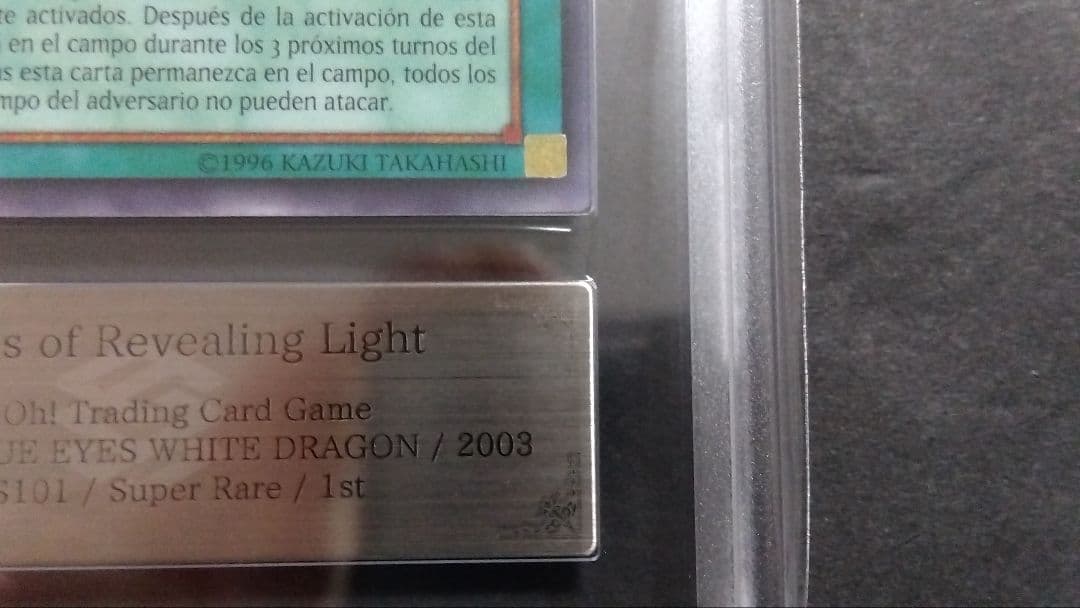 te activados. Después de la activación de esta
en el campo durante los 3 próximos turnos del
s esta carta permanezca en el campo, todos los
mpo del adversario no pueden atacar.
©1996 KAZUKI TAKAHASHI
s of Revealing Light
Oh! Trading Card Game
UE EYES WHITE DRAGON / 2003
S101 / Super Rare / 1st